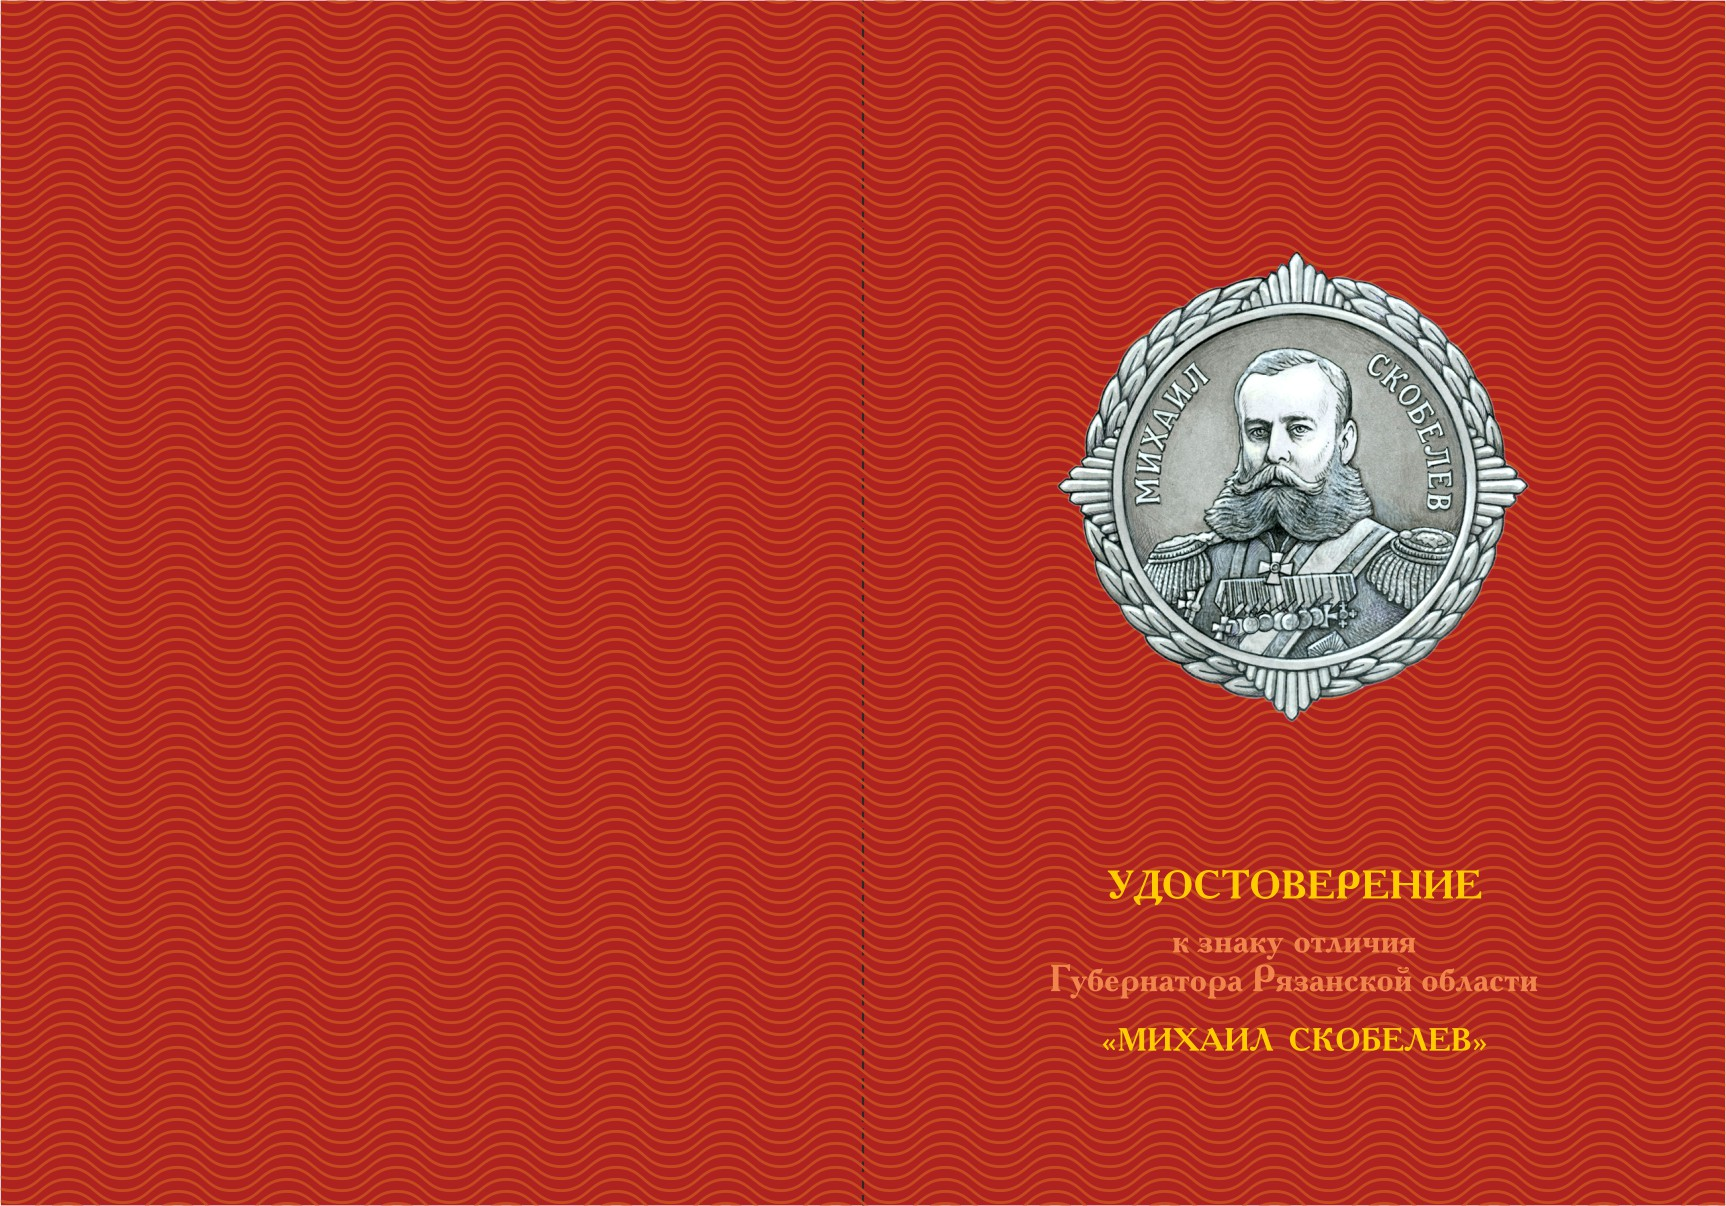 МИХАИЛ СКОБЕЛЕВ
УДОСТОВЕРЕНИЕ
к знаку отличия
Губернатора Рязанской области
«МИХАИЛ СКОБЕЛЕВ»